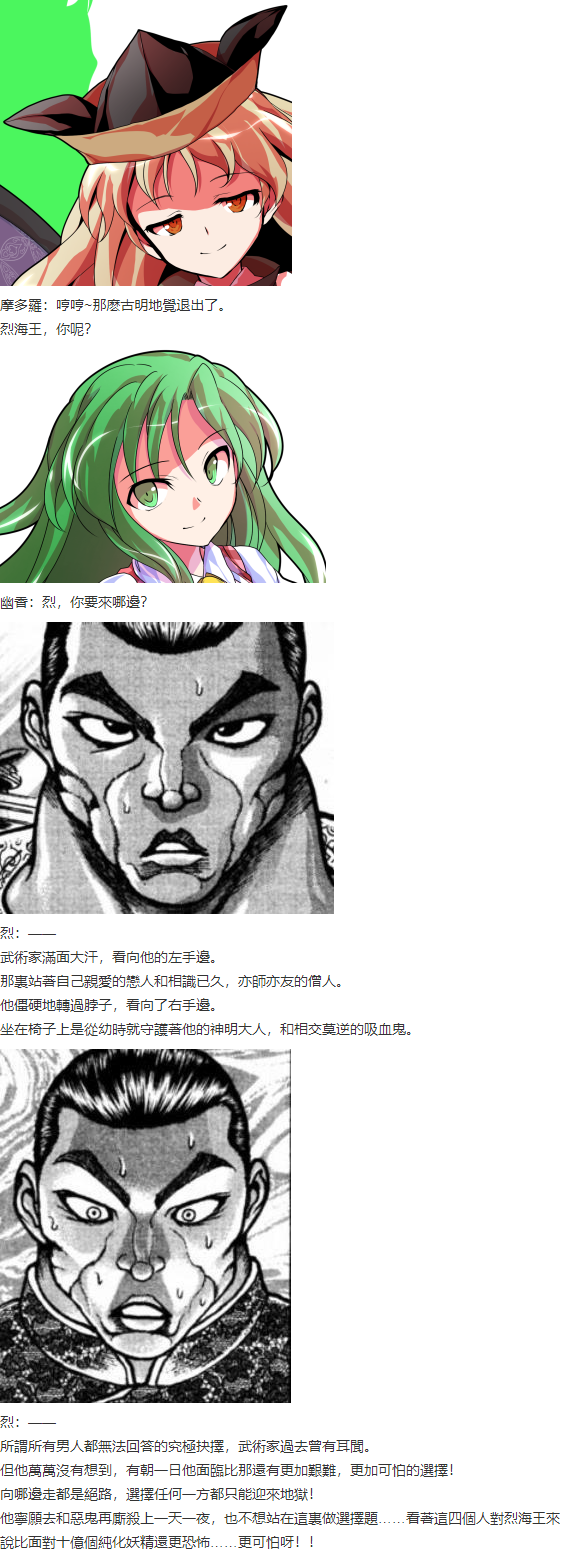 摩多羅：哼哼~那麼古明地覺退出了。
烈海王，你呢？
幽香：烈，你要來哪邊？
烈：——
武術家滿面大汗，看向他的左手邊。
那裏站著自己親愛的戀人和相識已久，亦師亦友的僧人。
他僵硬地轉過脖子，看向了右手邊。
坐在椅子上是從幼時就守護著他的神明大人，和相交莫逆的吸血鬼。
烈：——
所謂所有男人都無法回答的究極抉擇，武術家過去曾有耳聞。
但他萬萬沒有想到，有朝一日他面臨比那還有更加艱難，更加可怕的選擇！
向哪邊走都是絕路，選擇任何一方都只能迎來地獄！
他寧願去和惡鬼再廝殺上一天一夜，也不想站在這裏做選擇題……看著這四個人對烈海王來
說比面對十億個純化妖精還更恐怖……更可怕呀！！